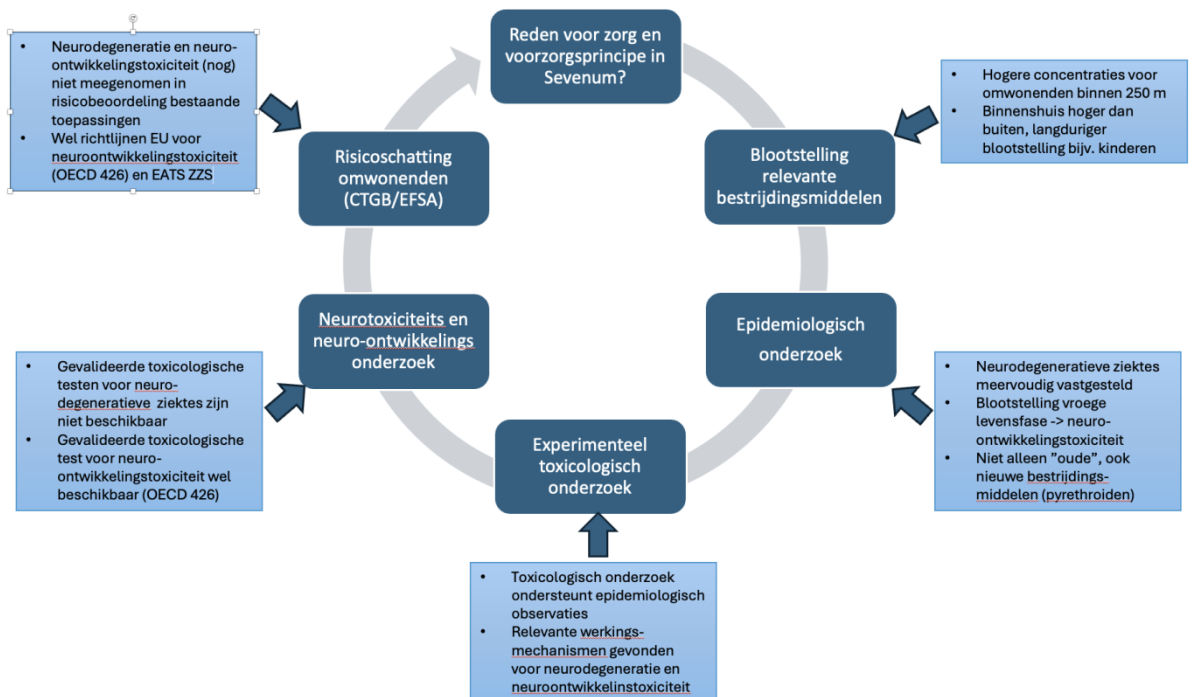 Reden voor zorg en
voorzorgsprincipe in
Sevenum?
• Hogere concentraties voor
omwonenden binnen 250 m
• Binnenshuis hoger dan
buiten, langduriger
blootstelling bijv. kinderen
Blootstelling
relevante
bestrijdingsmiddelen
Epidemiologisch
onderzoek
• Neurodegeneratieve ziektes
meervoudig vastgesteld
• Blootstelling vroege
levensfase -> neuro-
ontwikkelingstoxiciteit
• Niet alleen ”oude”, ook
nieuwe bestrijdings-
middelen (pyrethroiden)
Experimenteel
toxicologisch
onderzoek
• Toxicologisch onderzoek
ondersteunt epidemiologisch
observaties
• Relevante werkings-
mechanismen gevonden
voor neurodegeneratie en
neuroontwikkelinstoxiciteit
Neurotoxiciteits en
neuro-ontwikkelings
onderzoek
• Gevalideerde toxicologische
testen voor neuro-
degeneratieve ziektes zijn
niet beschikbaar
• Gevalideerde toxicologische
test voor neuro-
ontwikkelingstoxiciteit wel
beschikbaar (OECD 426)
Risicoschatting
omwonenden
(CTGB/EFSA)
• Neurodegeneratie en neuro-
ontwikkelingstoxiciteit (nog)
niet meegenomen in
risicobeoordeling bestaande
toepassingen
• Wel richtlijnen EU voor
neuroontwikkelingstoxiciteit
(OECD 426) en EATS ZZS